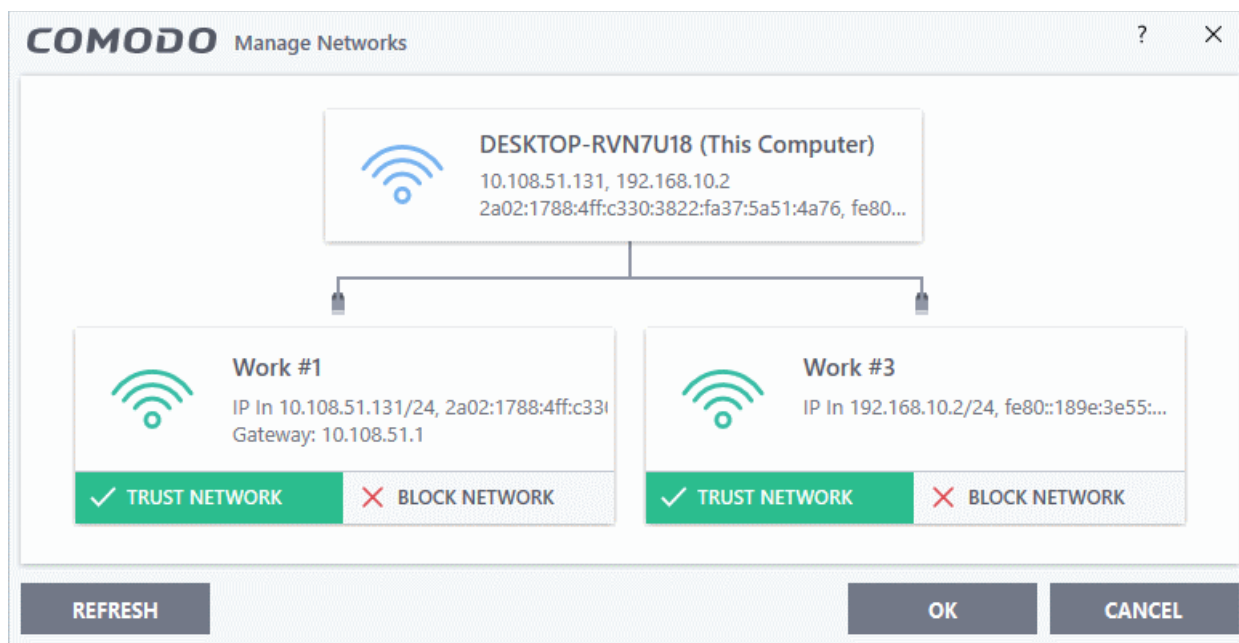 COMODO Manage Networks
?
DESKTOP-RVN7U18 (This Computer)
10.108.51.131, 192.168.10.2
2a02:1788:4ff:c330:3822:fa37:5a51:4a76, fe80...
Work #1
IP In 10.108.51.131/24, 2a02:1788:4ff:c330
Gateway: 10.108.51.1
TRUST NETWORK
BLOCK NETWORK
Work #3
IP In 192.168.10.2/24, fe80::189e:3e55:...
TRUST NETWORK
BLOCK NETWORK
REFRESH
OK
CANCEL